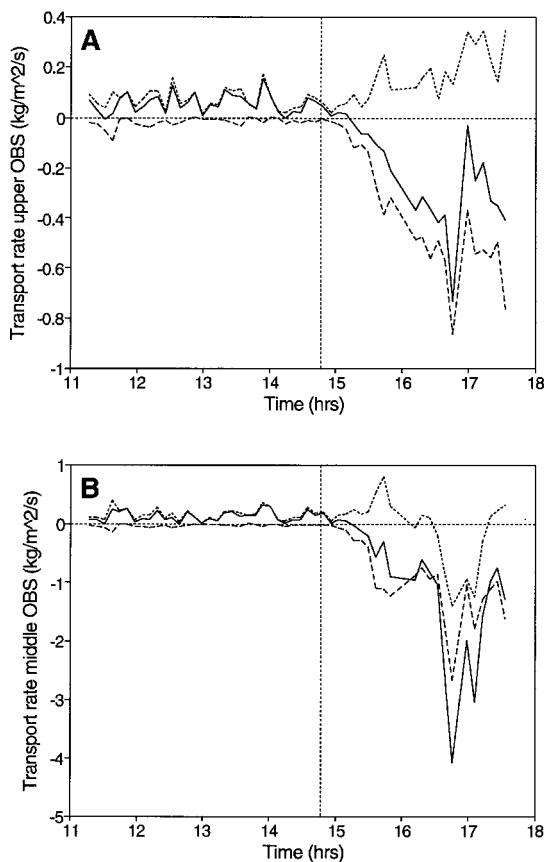 A
Transport rate upper OBS (kg/m^2/s)
0.4
0.2
0
-0.2
-0.4
-0.6
-0.8
-1
11 12 13 14 15 16 17 18
Time (hrs)
B
Transport rate middle OBS (kg/m^2/s)
1
0
-1
-2
-3
-4
-5
11 12 13 14 15 16 17 18
Time (hrs)